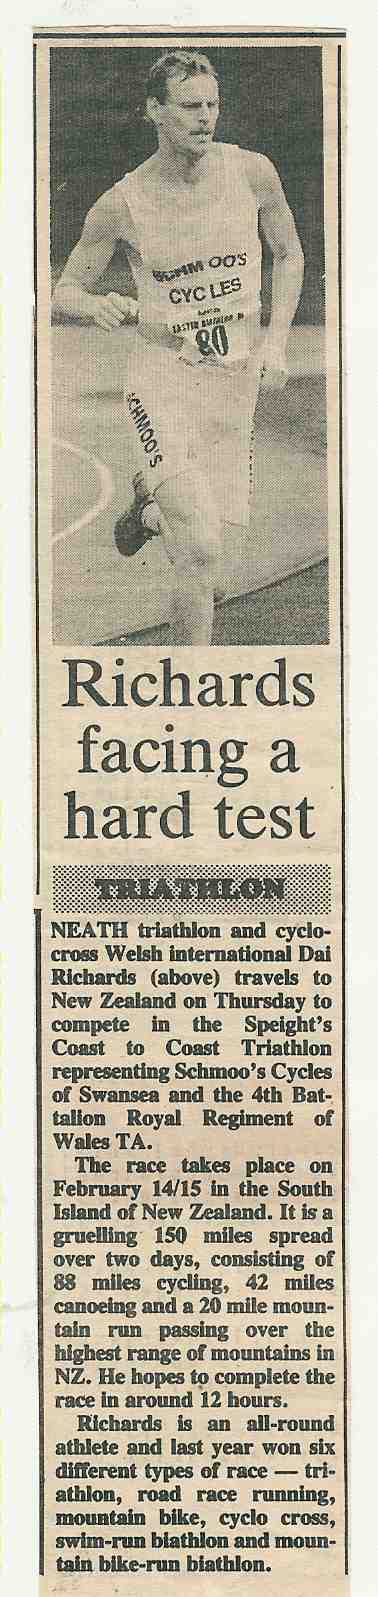 SCHMOO'S
CYCLES
80
SCHMOO'S
Richards
facing a
hard test
TRIATHLON
NEATH triathlon and cyclo-
cross Welsh international Dai
Richards (above) travels to
New Zealand on Thursday to
compete in the Speight's
Coast to Coast Triathlon
representing Schmoo's Cycles
of Swansea and the 4th Bat-
talion Royal Regiment of
Wales TA.
The race takes place on
February 14/15 in the South
Island of New Zealand. It is a
gruelling 150 miles spread
over two days, consisting of
88 miles cycling, 42 miles
canoeing and a 20 mile moun-
tain run passing over the
highest range of mountains in
NZ. He hopes to complete the
race in around 12 hours.
Richards is an all-round
athlete and last year won six
different types of race — tri-
athlon, road race running,
mountain bike, cyclo cross,
swim-run biathlon and moun-
tain bike-run biathlon.